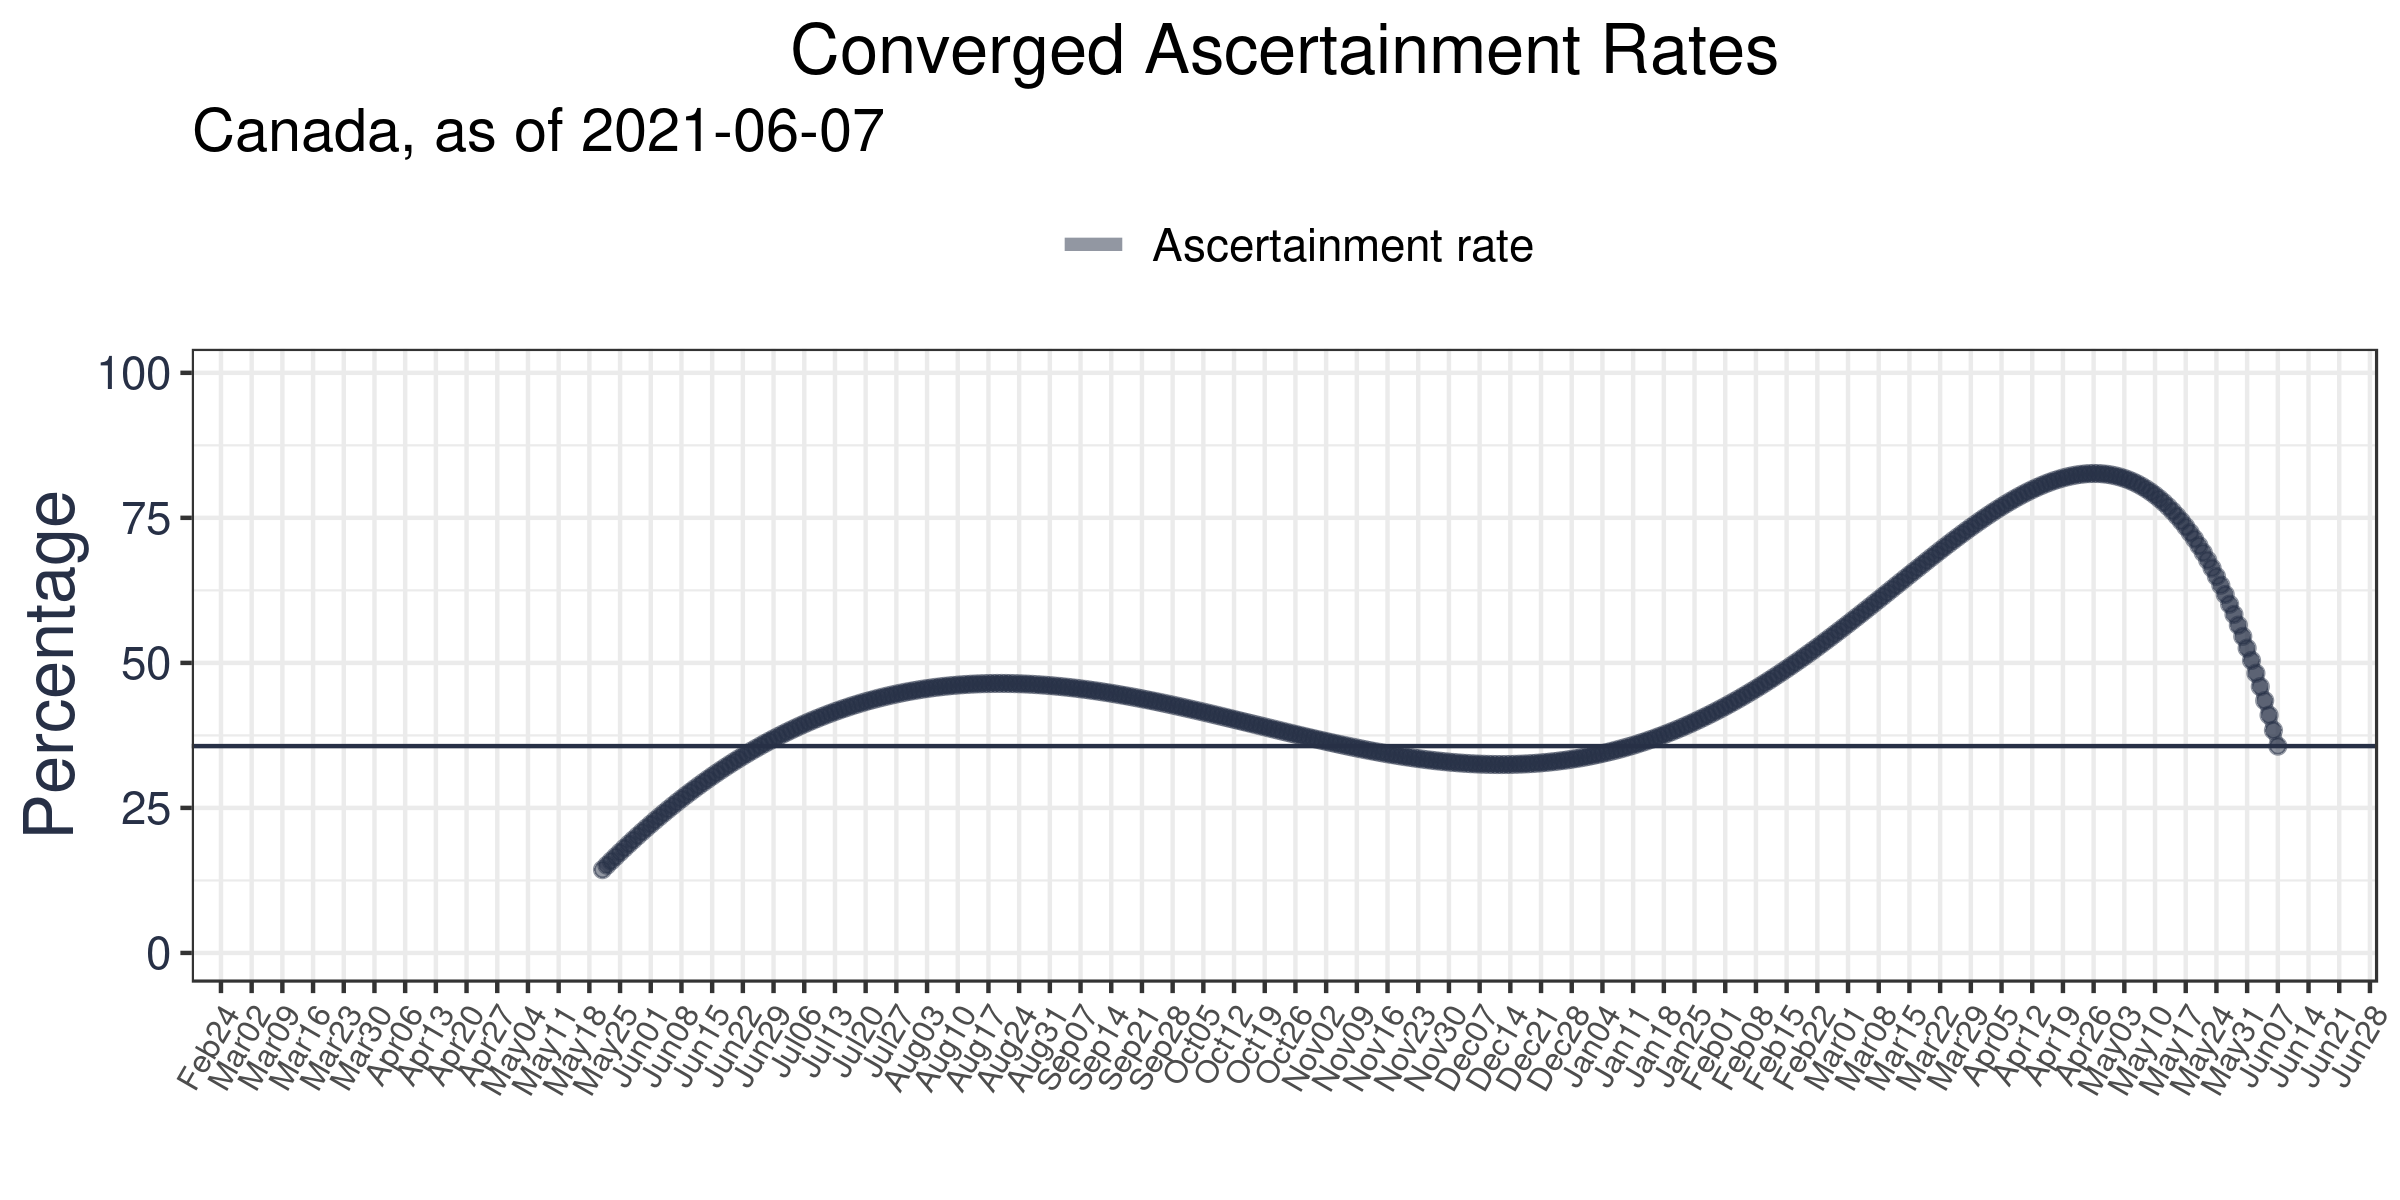 Converged Ascertainment Rates
Canada, as of 2021-06-07
Ascertainment rate
Percentage
100
75
50
25
0
Feb24 Mar02 Mar09 Mar16 Mar23 Mar30 Apr06 Apr13 Apr20 Apr27 May04 May11 May18 May25 Jun01 Jun08 Jun15 Jun22 Jun29 Jul06 Jul13 Jul20 Jul27 Aug03 Aug10 Aug17 Aug24 Aug31 Sep07 Sep14 Sep21 Sep28 Oct05 Oct12 Oct19 Oct26 Nov02 Nov09 Nov16 Nov23 Nov30 Dec07 Dec14 Dec21 Dec28 Jan04 Jan11 Jan18 Jan25 Feb01 Feb08 Feb15 Feb22 Mar01 Mar08 Mar15 Mar22 Mar29 Apr05 Apr12 Apr19 Apr26 May03 May10 May17 May24 May31 Jun07 Jun14 Jun21 Jun28